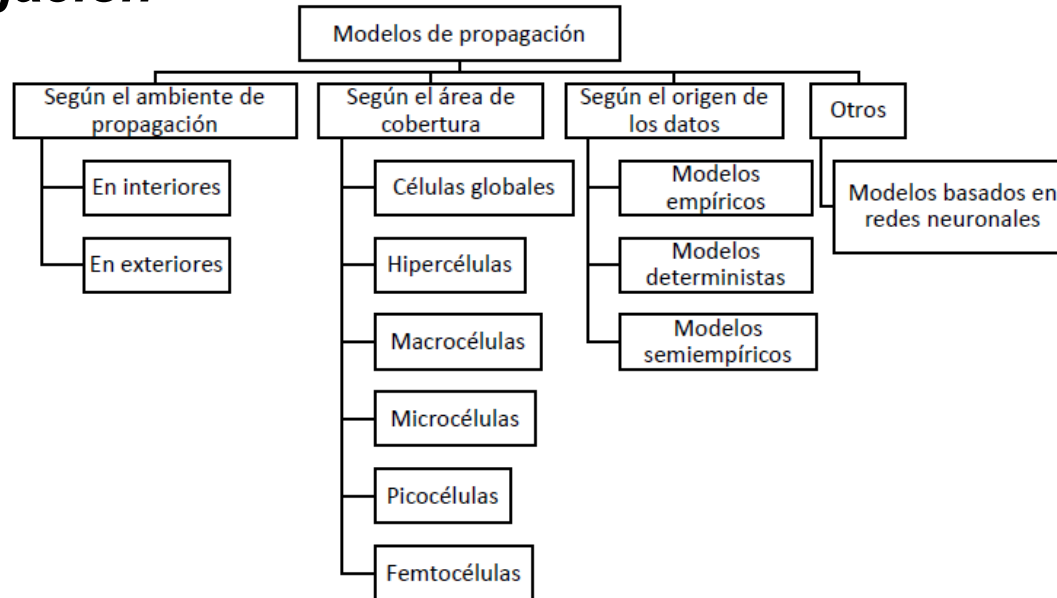 Modelos de propagación
Según el ambiente de
propagación
En interiores
En exteriores
Según el área de
cobertura
Células globales
Hipercélulas
Macrocélulas
Microcélulas
Picocélulas
Femtocélulas
Según el origen de
los datos
Modelos
empíricos
Modelos
deterministas
Modelos
semiempíricos
Otros
Modelos basados en
redes neuronales